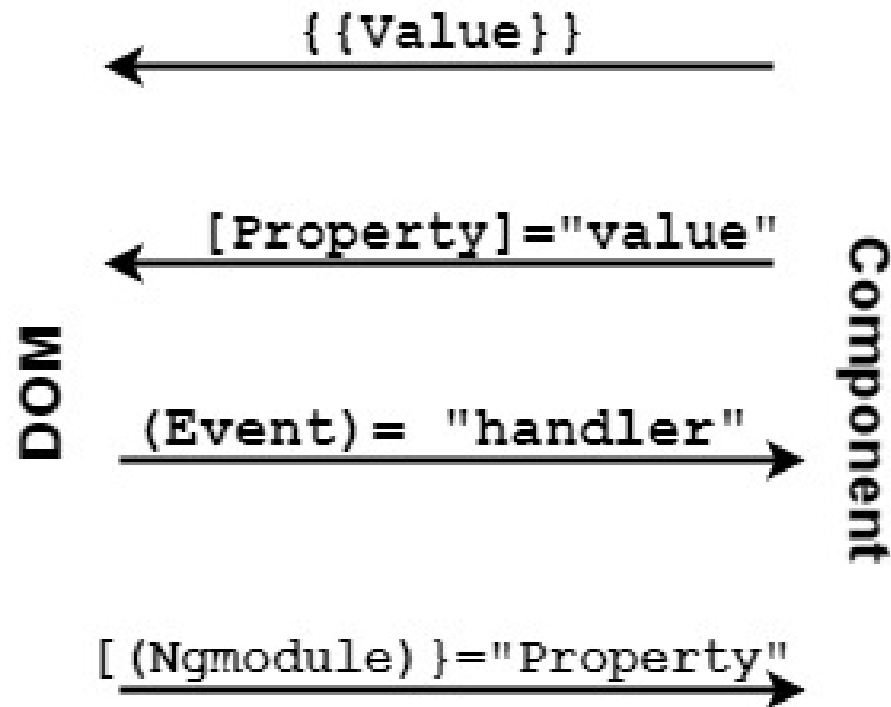 {{Value}}
[Property]="value"
DOM
Component
(Event)= "handler"
[(Ngmodule)}="Property"